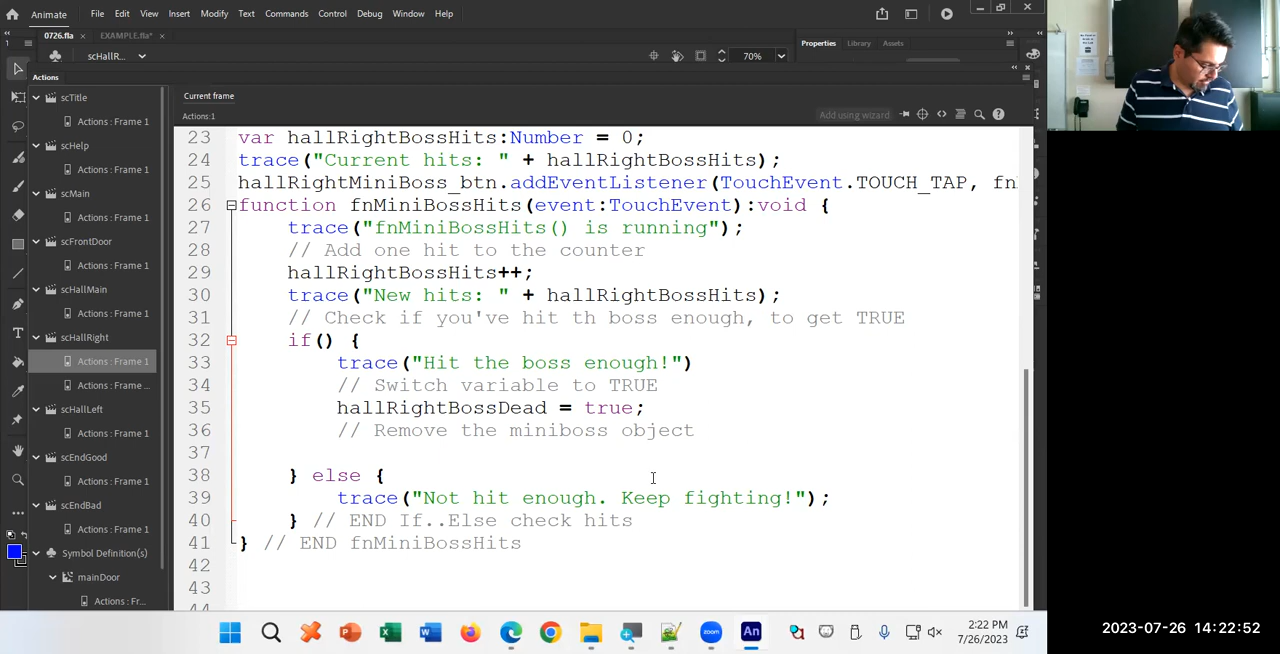 Animate File Edit View Insert Modify Text Commands Control Debug Window Help
0726.fla × EXAMPLE.fla* ×
scHallR... 70% Properties Library Assets
Actions
Current frame
Actions:1 Add using wizard
scTitle
Actions : Frame 1
scHelp
Actions : Frame 1
scMain
Actions : Frame 1
scFrontDoor
Actions : Frame 1
scHallMain
Actions : Frame 1
scHallRight
Actions : Frame 1
Actions : Frame ...
scHallLeft
Actions : Frame 1
scEndGood
Actions : Frame 1
scEndBad
Actions : Frame 1
Symbol Definition(s)
mainDoor
Actions : Fr...
23 var hallRightBossHits:Number = 0;
24 trace("Current hits: " + hallRightBossHits);
25 hallRightMiniBoss_btn.addEventListener(TouchEvent.TOUCH_TAP, fn
26 function fnMiniBossHits(event:TouchEvent):void {
27 trace("fnMiniBossHits() is running");
28 // Add one hit to the counter
29 hallRightBossHits++;
30 trace("New hits: " + hallRightBossHits);
31 // Check if you've hit th boss enough, to get TRUE
32 if() {
33 trace("Hit the boss enough!")
34 // Switch variable to TRUE
35 hallRightBossDead = true;
36 // Remove the miniboss object
37
38 } else {
39 trace("Not hit enough. Keep fighting!");
40 } // END If..Else check hits
41 } // END fnMiniBossHits
42
43
44
2:22 PM
7/26/2023
2023-07-26 14:22:52